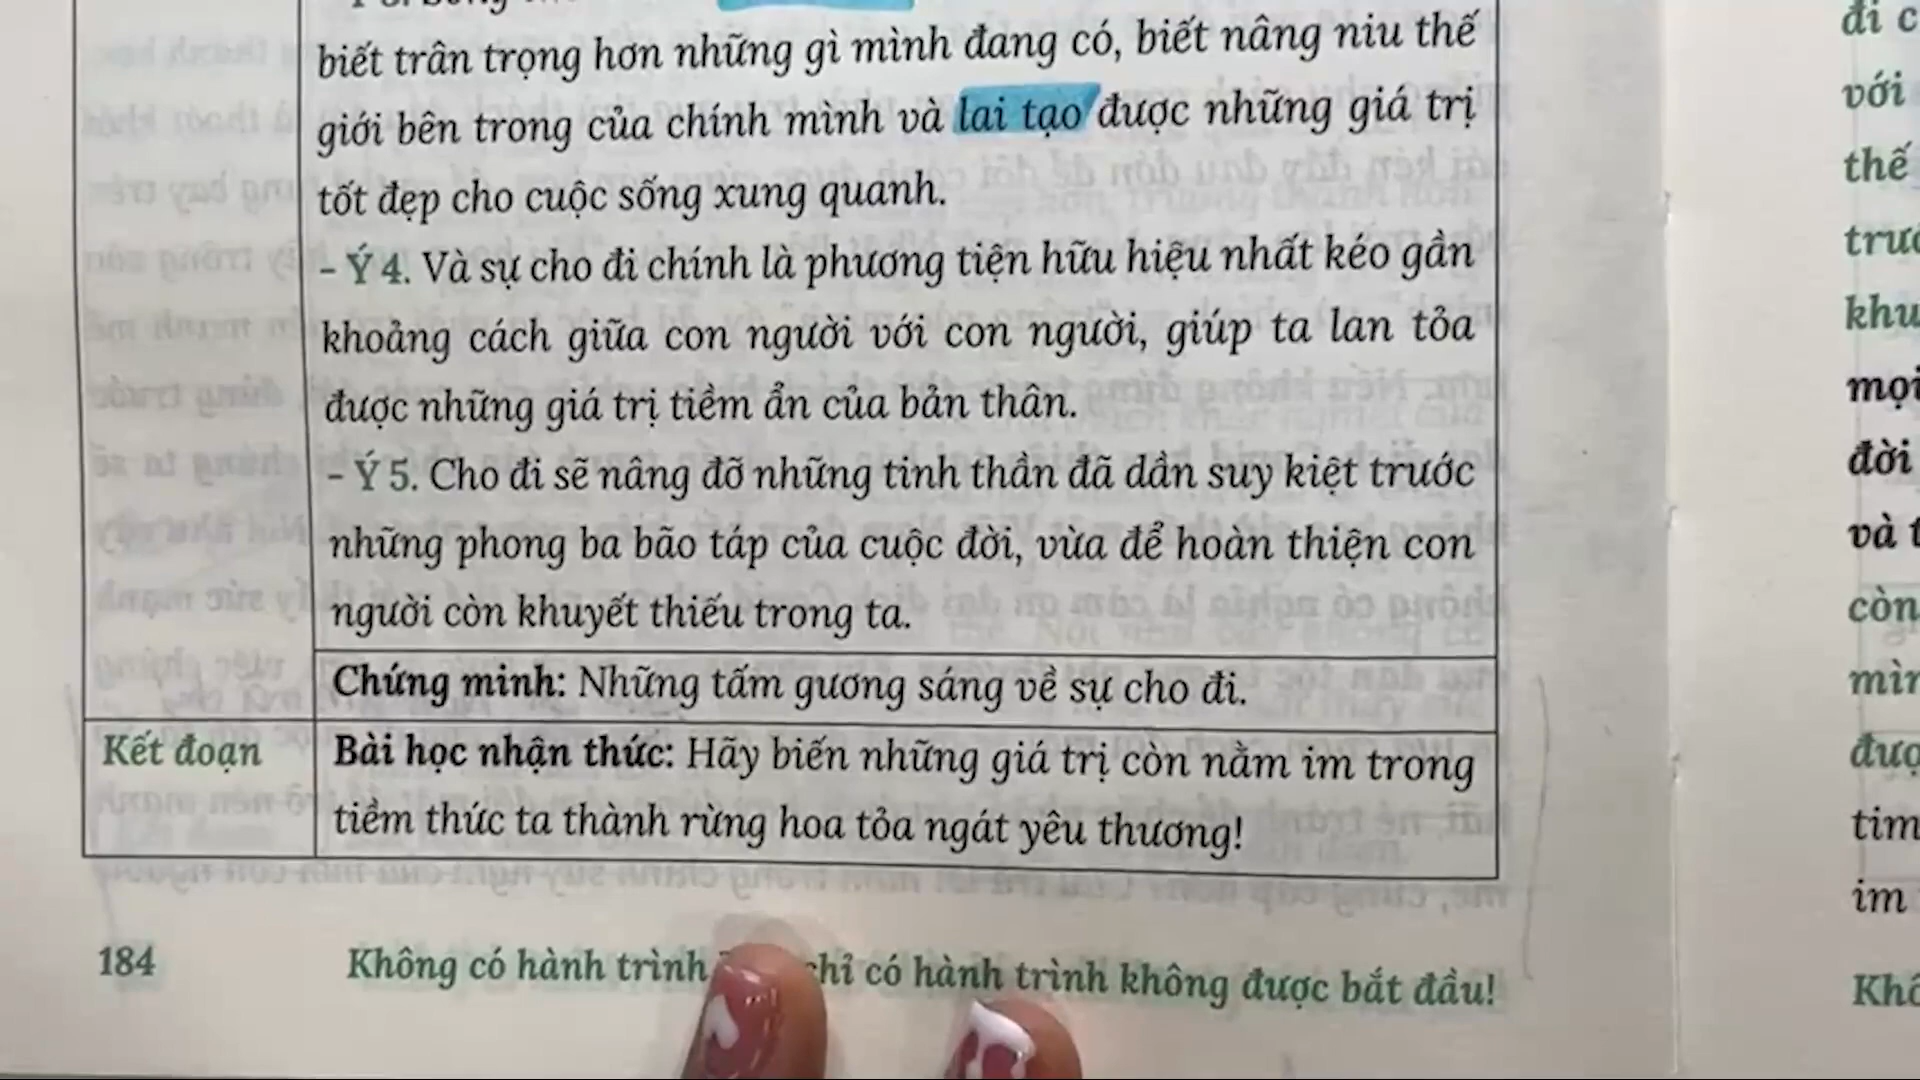 biết trân trọng hơn những gì mình đang có, biết nâng niu thế
giới bên trong của chính mình và lai tạo được những giá trị
tốt đẹp cho cuộc sống xung quanh.
- Ý 4. Và sự cho đi chính là phương tiện hữu hiệu nhất kéo gần
khoảng cách giữa con người với con người, giúp ta lan tỏa
được những giá trị tiềm ẩn của bản thân.
- Ý 5. Cho đi sẽ nâng đỡ những tinh thần đã dần suy kiệt trước
những phong ba bão táp của cuộc đời, vừa để hoàn thiện con
người còn khuyết thiếu trong ta.
Chứng minh: Những tấm gương sáng về sự cho đi.
Kết đoạn
Bài học nhận thức: Hãy biến những giá trị còn nằm im trong
tiềm thức ta thành rừng hoa tỏa ngát yêu thương!
184
Không có hành trình chỉ có hành trình không được bắt đầu!
đi
với
thế
mọi
đời
và
còn
tim
im